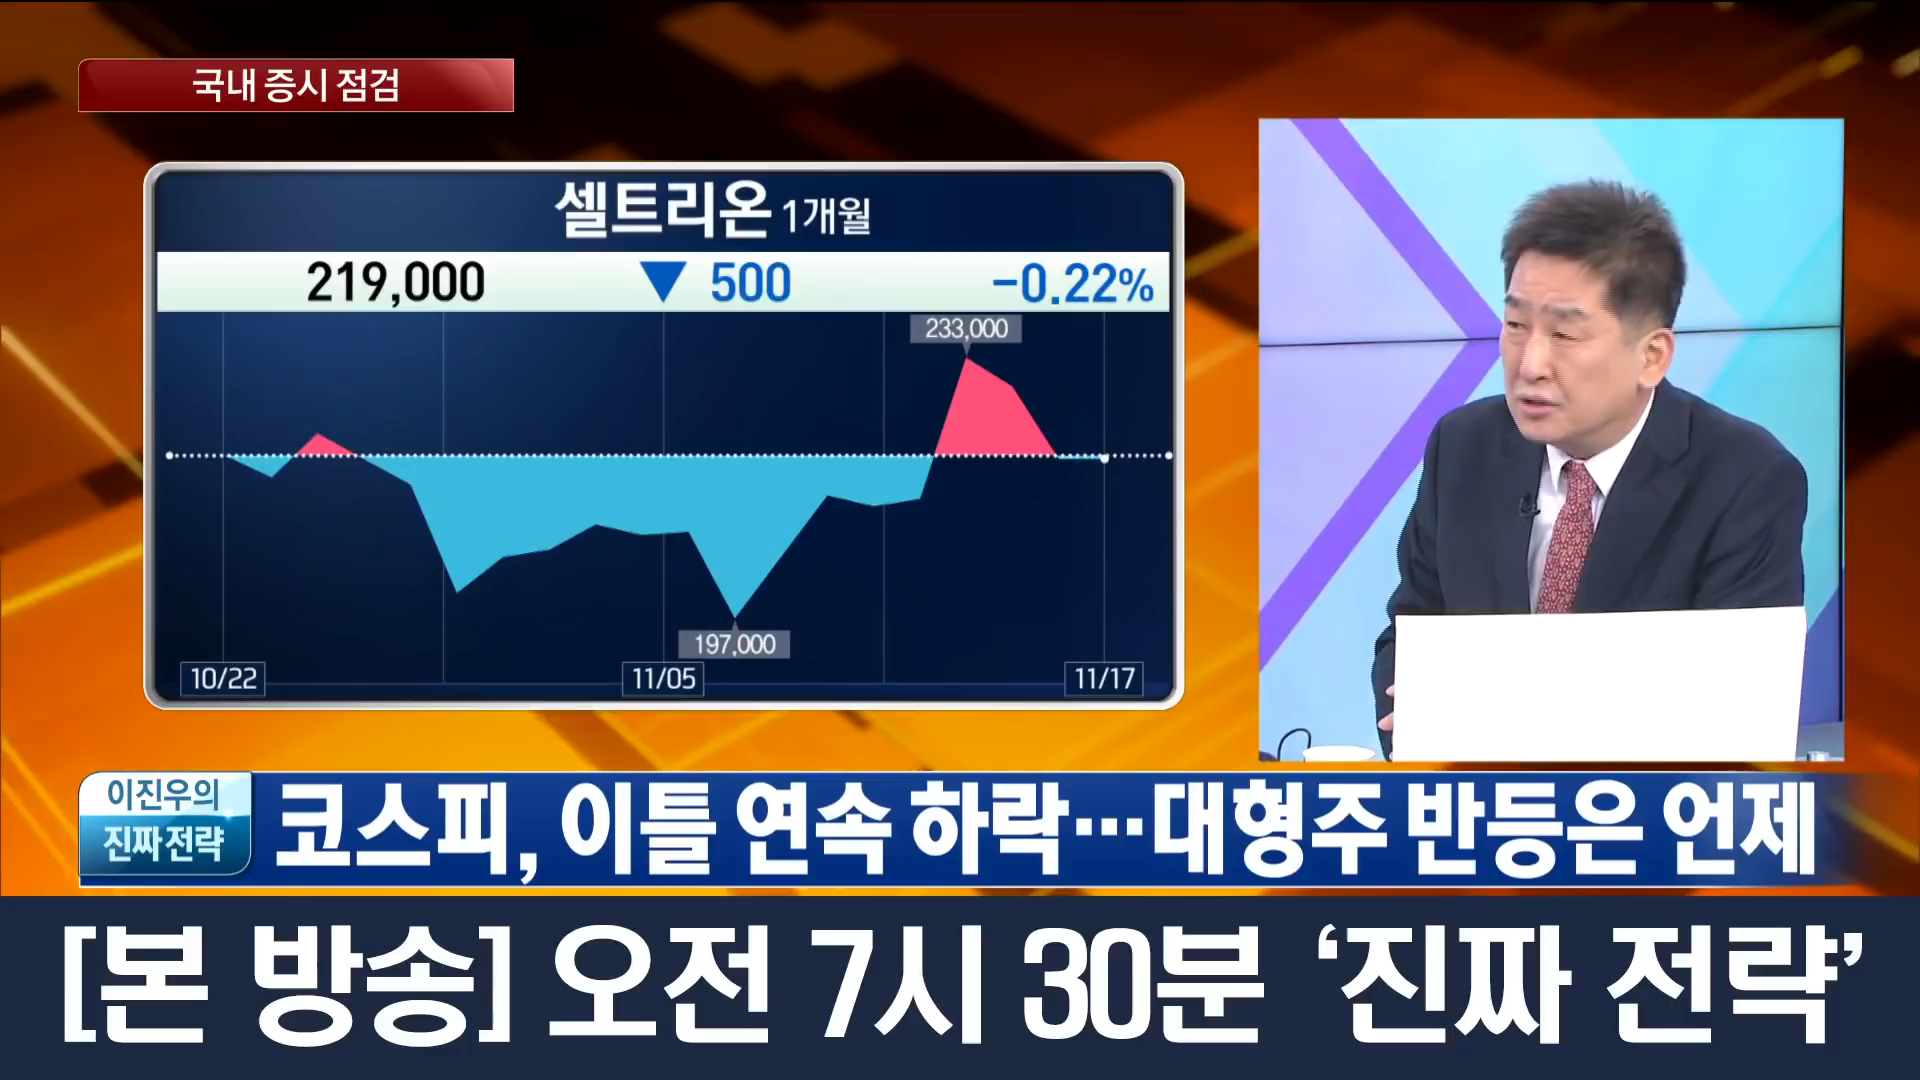 국내 증시 점검
셀트리온 1개월
219,000 ▼ 500 -0.22%
233,000
197,000
10/22 11/05 11/17
이진우의
진짜 전략
코스피, 이틀 연속 하락…대형주 반등은 언제
[본 방송] 오전 7시 30분 ‘진짜 전략’